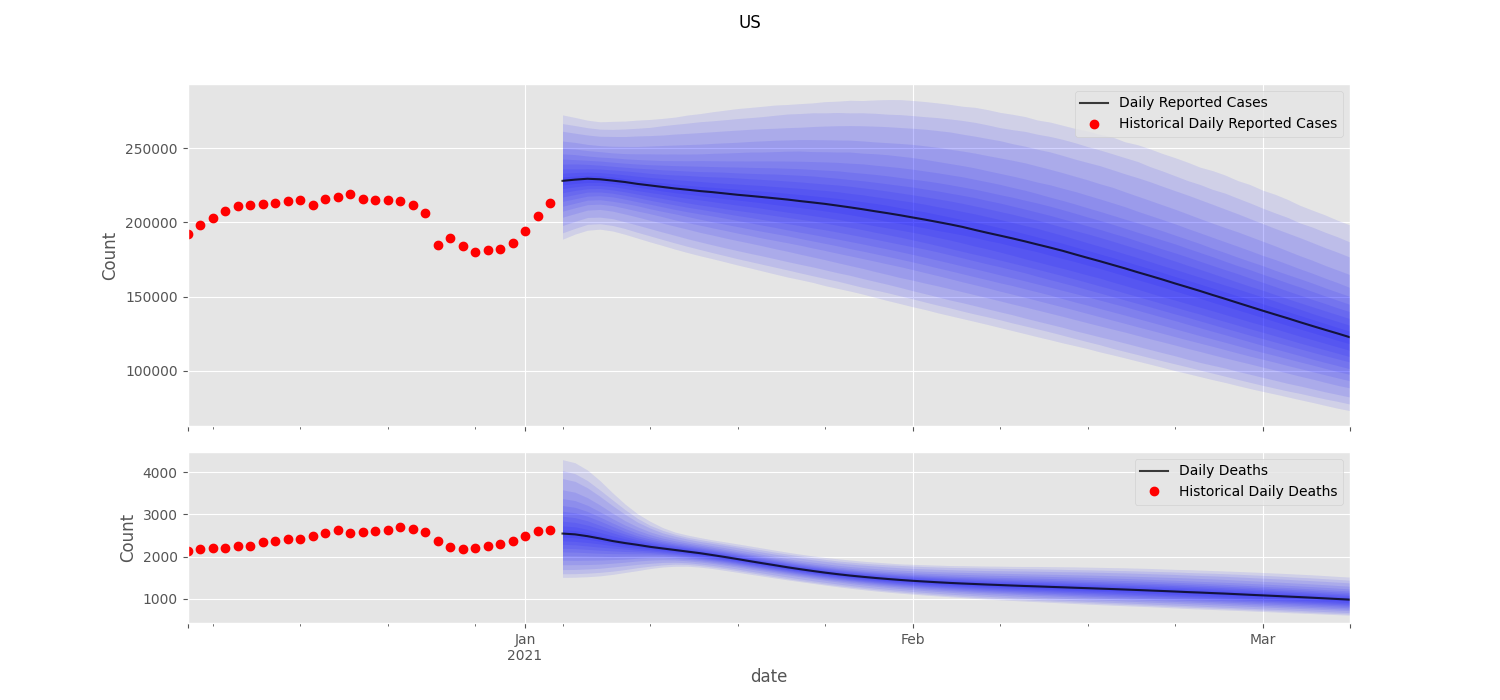 US
Daily Reported Cases
Historical Daily Reported Cases
250000
200000
150000
100000
Count
Daily Deaths
Historical Daily Deaths
4000
3000
2000
1000
Count
Jan
2021
Feb
Mar
date